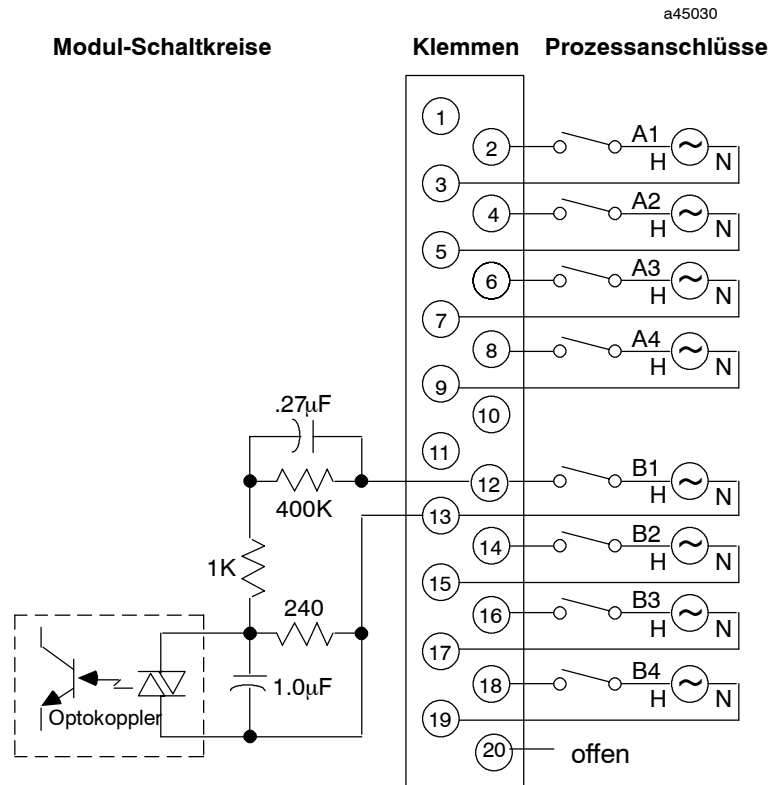 a45030
Modul-Schaltkreise Klemmen Prozessanschlüsse
1
2 A1 H ~ N
3
4 A2 H ~ N
5
6 A3 H ~ N
7
8 A4 H ~ N
9
10
.27µF
11
400K
12 B1 H ~ N
13
14 B2 H ~ N
1K
15
240
16 B3 H ~ N
17
1.0µF
18 B4 H ~ N
Optokoppler
19
20 offen